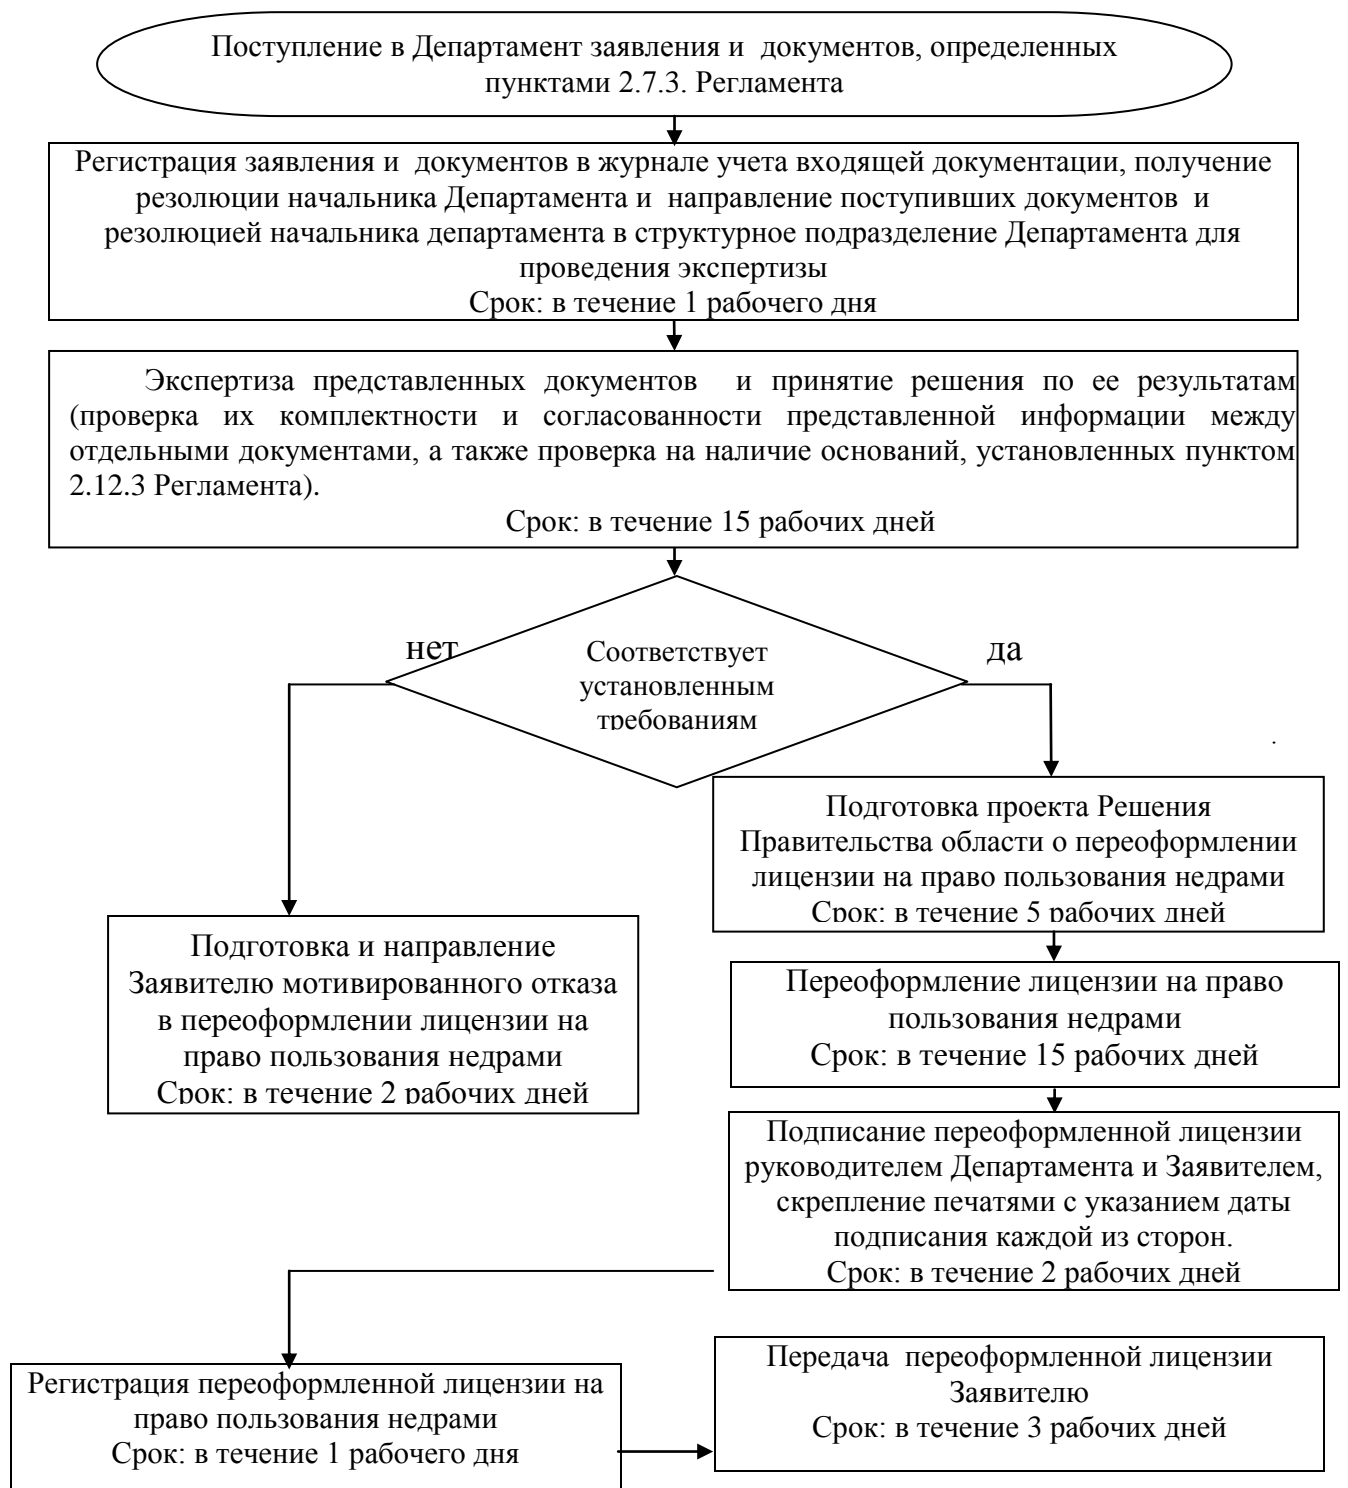 Поступление в Департамент заявления и документов, определенных
пунктами 2.7.3. Регламента
Регистрация заявления и документов в журнале учета входящей документации, получение
резолюции начальника Департамента и направление поступивших документов и
резолюцией начальника департамента в структурное подразделение Департамента для
проведения экспертизы
Срок: в течение 1 рабочего дня
Экспертиза представленных документов и принятие решения по ее результатам
(проверка их комплектности и согласованности представленной информации между
отдельными документами, а также проверка на наличие оснований, установленных пунктом
2.12.3 Регламента).
Срок: в течение 15 рабочих дней
нет
Соответствует
установленным
требованиям
да
Подготовка проекта Решения
Правительства области о переоформлении
лицензии на право пользования недрами
Срок: в течение 5 рабочих дней
Подготовка и направление
Заявителю мотивированного отказа
в переоформлении лицензии на
право пользования недрами
Срок: в течение 2 рабочих дней
Переоформление лицензии на право
пользования недрами
Срок: в течение 15 рабочих дней
Подписание переоформленной лицензии
руководителем Департамента и Заявителем,
скрепление печатями с указанием даты
подписания каждой из сторон.
Срок: в течение 2 рабочих дней
Регистрация переоформленной лицензии на
право пользования недрами
Срок: в течение 1 рабочего дня
Передача переоформленной лицензии
Заявителю
Срок: в течение 3 рабочих дней